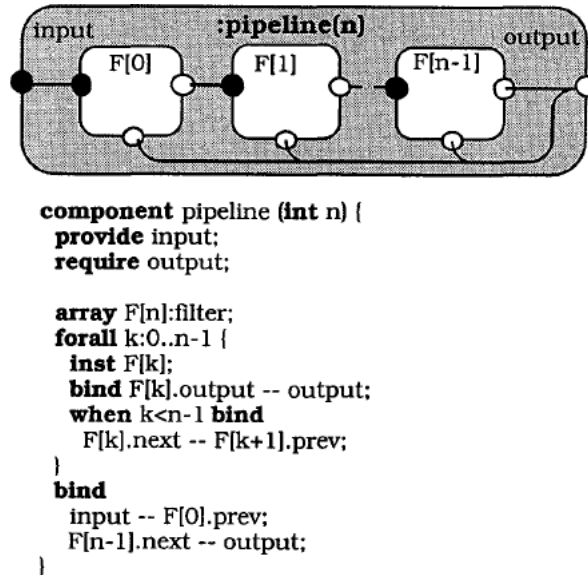 input :pipeline(n) output
F[0] F[1] F[n-1]
component pipeline (int n) {
provide input;
require output;
array F[n]:filter;
forall k:0..n-1 {
inst F[k];
bind F[k].output -- output;
when k<n-1 bind
F[k].next -- F[k+1].prev;
}
bind
input -- F[0].prev;
F[n-1].next -- output;
}